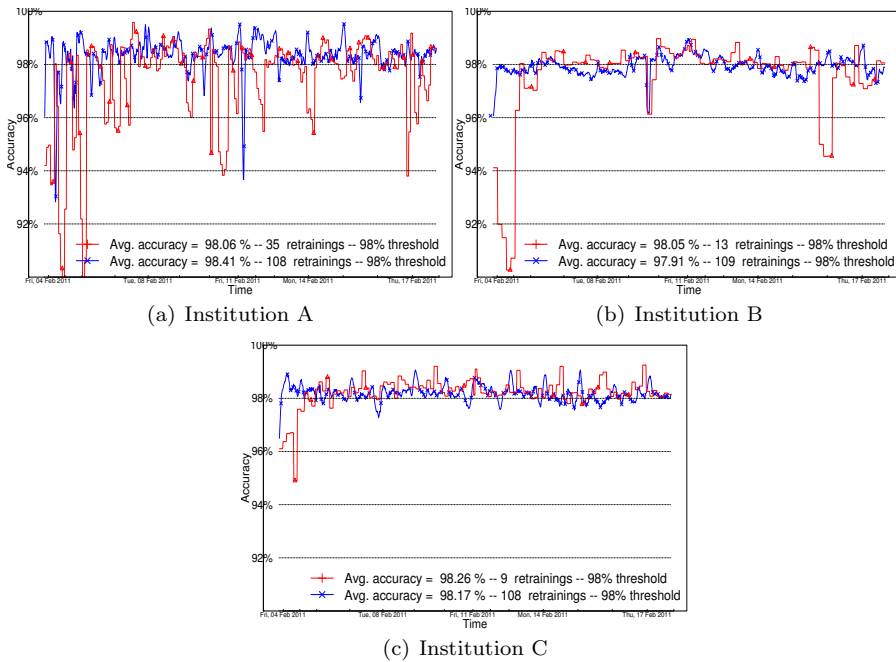 100%
98%
96%
94%
92%
Accuracy
Avg. accuracy = 98.06 % -- 35 retrainings -- 98% threshold
Avg. accuracy = 98.41 % -- 108 retrainings -- 98% threshold
Fri, 04 Feb 2011
Tue, 08 Feb 2011
Fri, 11 Feb 2011
Mon, 14 Feb 2011
Thu, 17 Feb 2011
Time
(a) Institution A
100%
98%
96%
94%
92%
Accuracy
Avg. accuracy = 98.05 % -- 13 retrainings -- 98% threshold
Avg. accuracy = 97.91 % -- 109 retrainings -- 98% threshold
Fri, 04 Feb 2011
Tue, 08 Feb 2011
Fri, 11 Feb 2011
Mon, 14 Feb 2011
Thu, 17 Feb 2011
Time
(b) Institution B
100%
98%
96%
94%
92%
Accuracy
Avg. accuracy = 98.26 % -- 9 retrainings -- 98% threshold
Avg. accuracy = 98.17 % -- 108 retrainings -- 98% threshold
Fri, 04 Feb 2011
Tue, 08 Feb 2011
Fri, 11 Feb 2011
Mon, 14 Feb 2011
Thu, 17 Feb 2011
Time
(c) Institution C